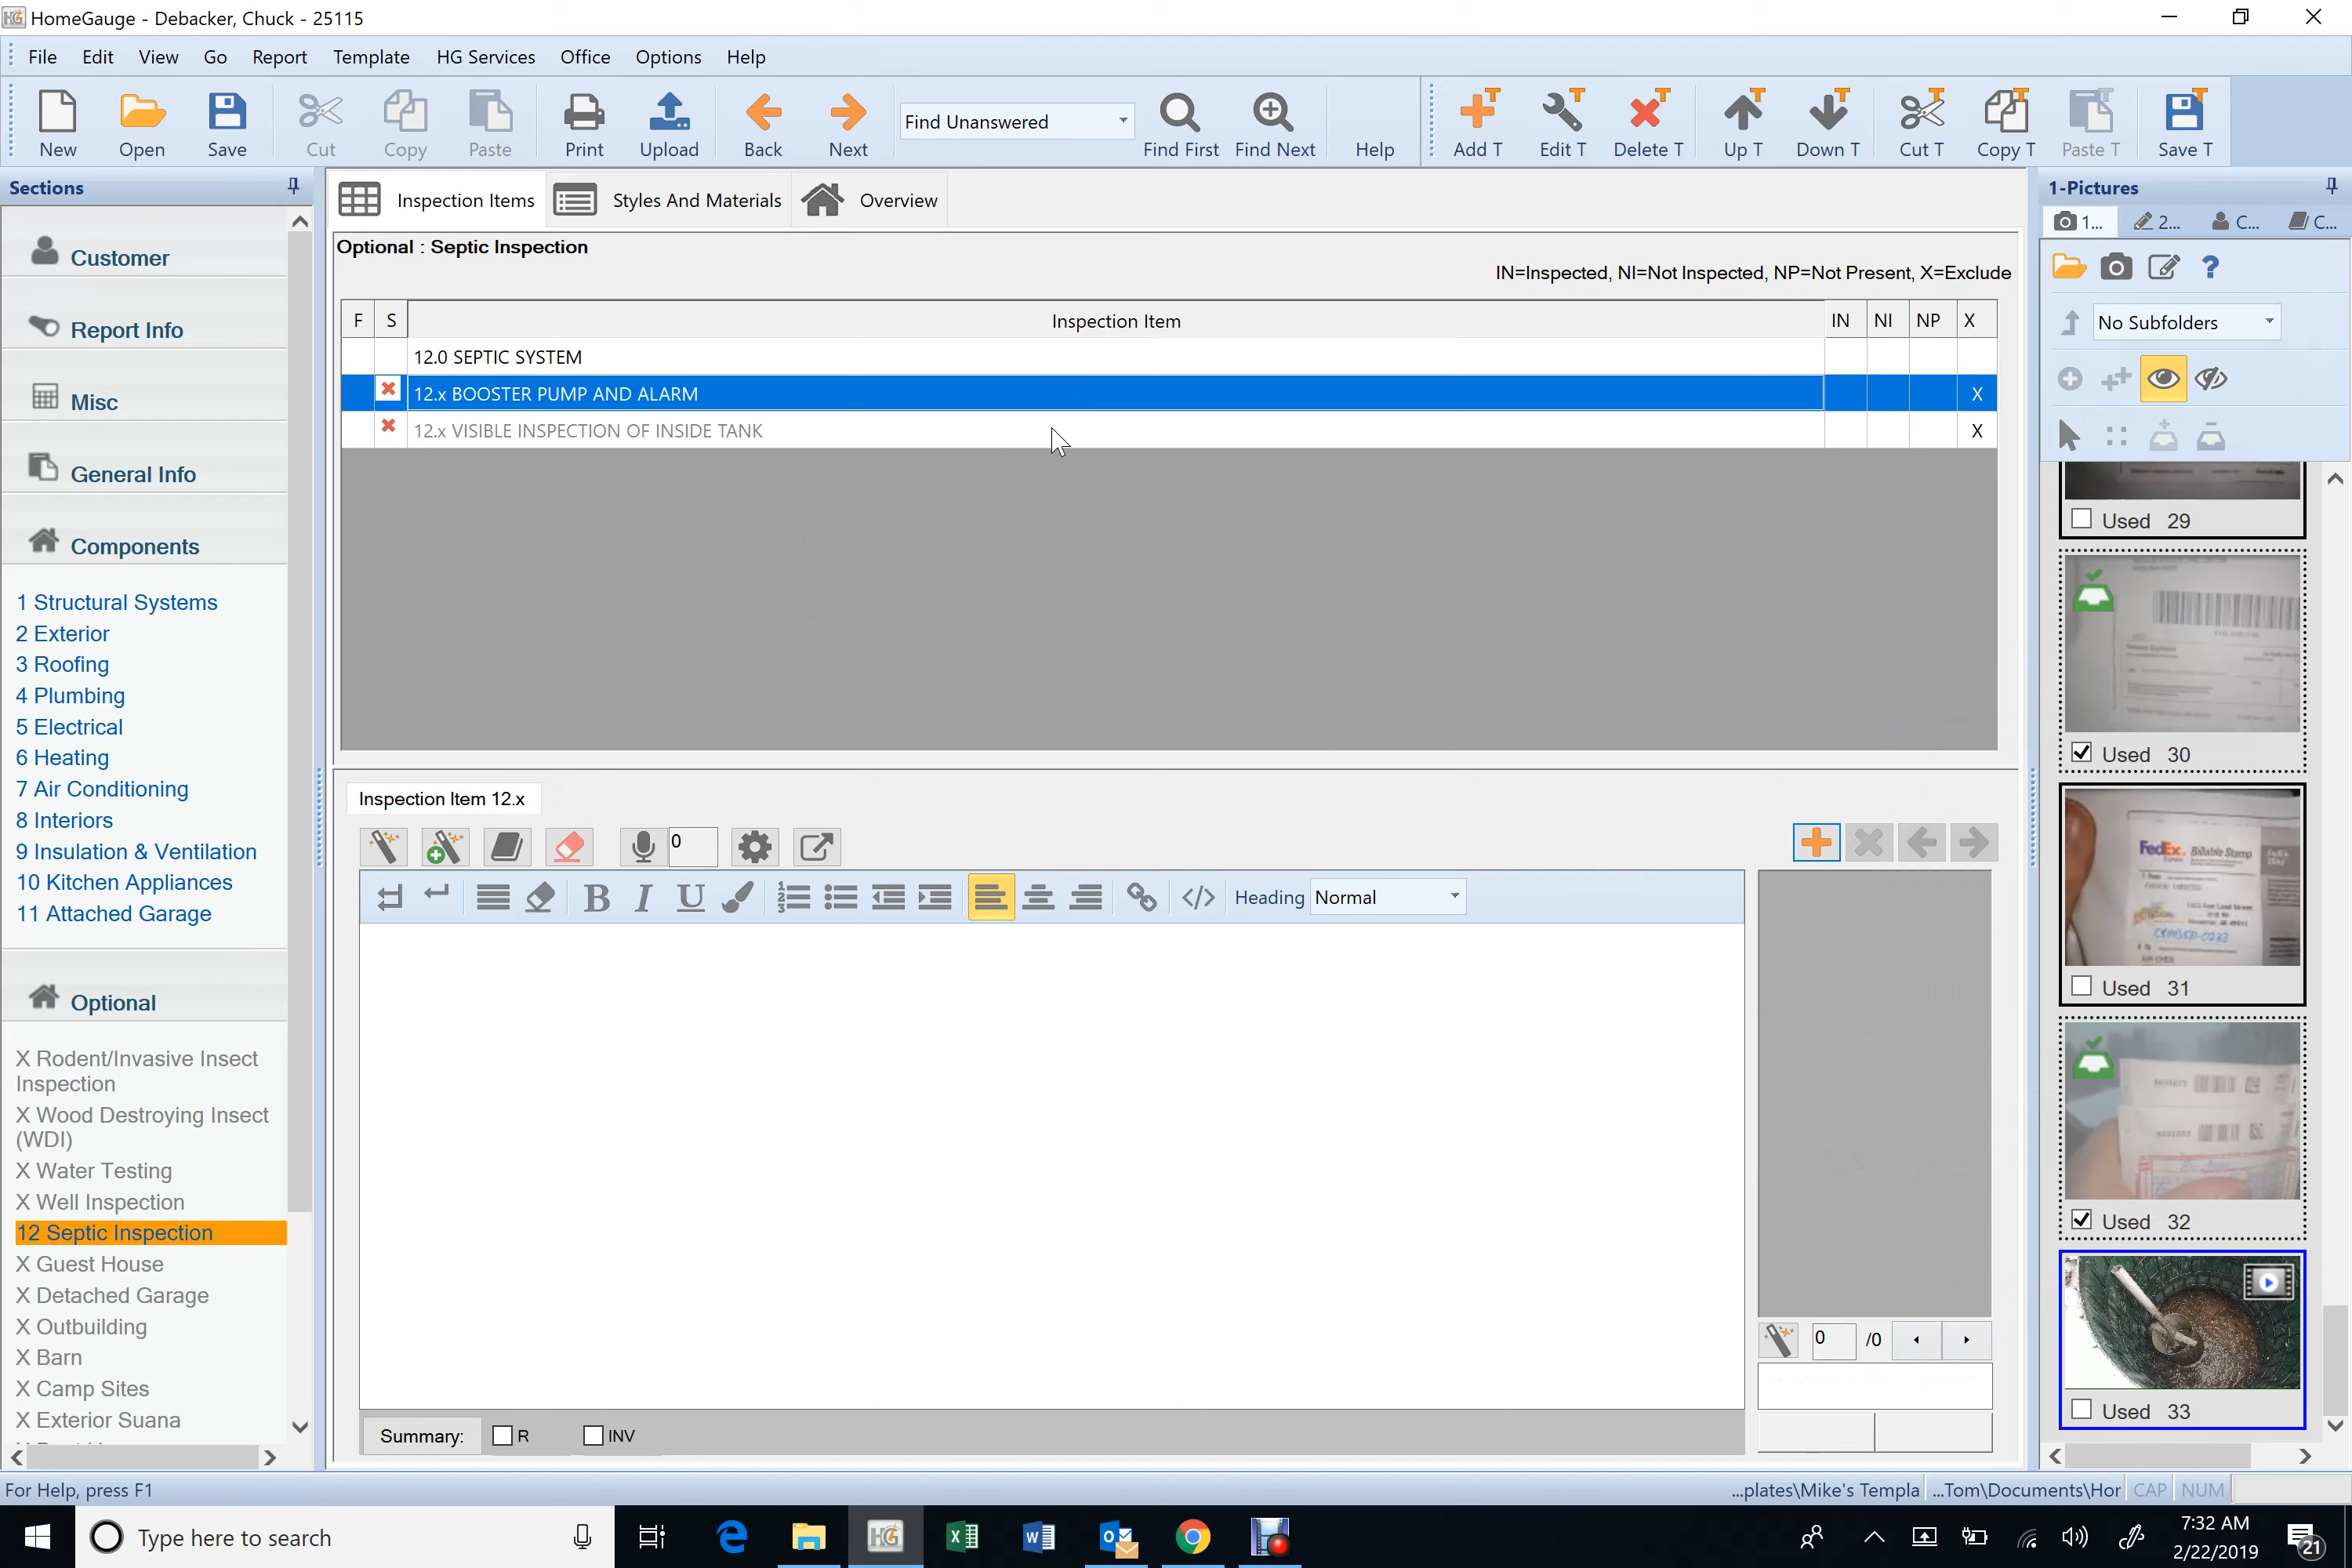 HomeGauge - Debacker, Chuck - 25115
File Edit View Go Report Template HG Services Office Options Help
New Open Save Cut Copy Paste Print Upload Back Next Find Unanswered Find First Find Next Help Add T Edit T Delete T Up T Down T Cut T Copy T Paste T Save T
Sections
Customer
Report Info
Misc
General Info
Components
1 Structural Systems
2 Exterior
3 Roofing
4 Plumbing
5 Electrical
6 Heating
7 Air Conditioning
8 Interiors
9 Insulation & Ventilation
10 Kitchen Appliances
11 Attached Garage
Optional
X Rodent/Invasive Insect
Inspection
X Wood Destroying Insect
(WDI)
X Water Testing
X Well Inspection
12 Septic Inspection
X Guest House
X Detached Garage
X Outbuilding
X Barn
X Camp Sites
X Exterior Suana
Inspection Items Styles And Materials Overview
Optional : Septic Inspection
IN=Inspected, NI=Not Inspected, NP=Not Present, X=Exclude
F S Inspection Item IN NI NP X
12.0 SEPTIC SYSTEM
12.x BOOSTER PUMP AND ALARM X
12.x VISIBLE INSPECTION OF INSIDE TANK X
Inspection Item 12.x
0
B I U </> Heading Normal
0 /0
Summary: R INV
1-Pictures
1... 2... C... C...
No Subfolders
Used 29
Used 30
FedEx Billable Stamp
Used 31
Used 32
Used 33
For Help, press F1 ...plates\Mike's Templa ...Tom\Documents\Hor CAP NUM
Type here to search
7:32 AM
2/22/2019
21